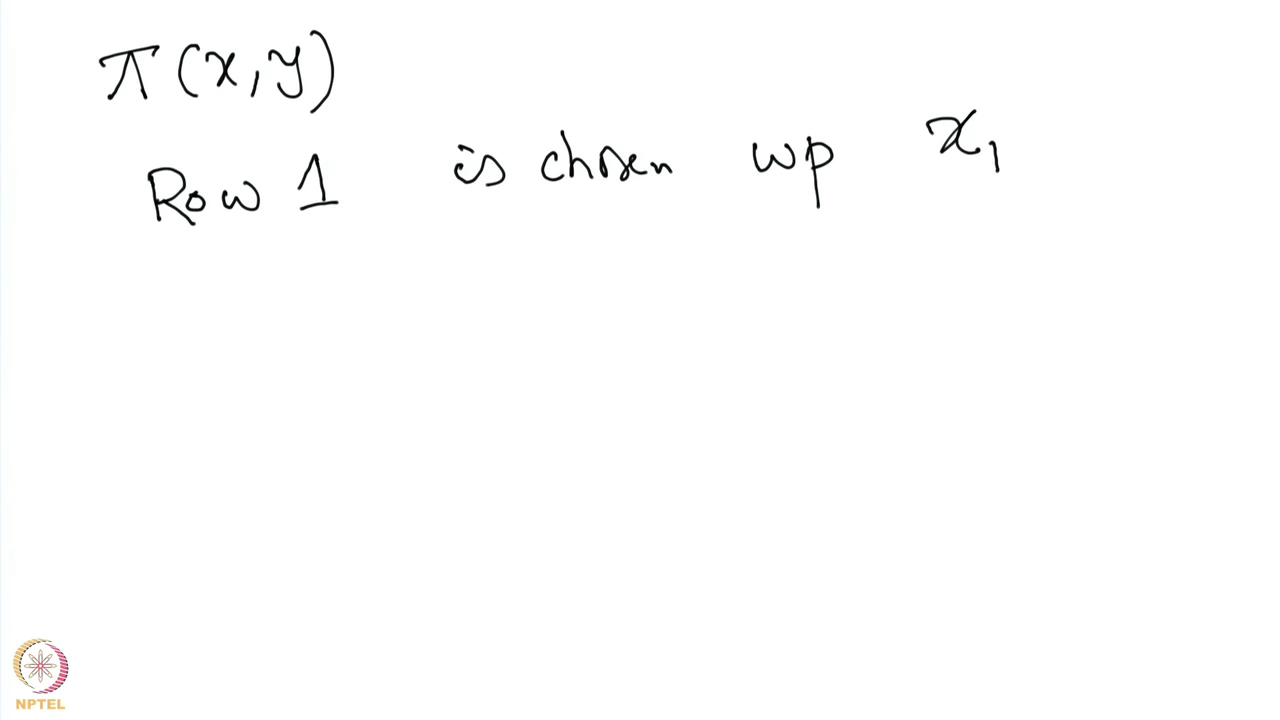 π(x,y)
Row 1 is chosen wp x₁
NPTEL